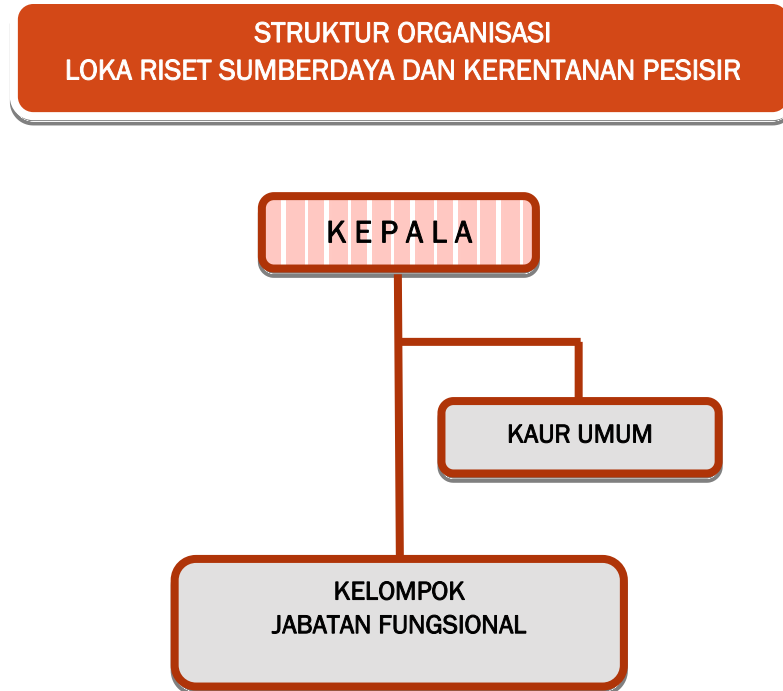 STRUKTUR ORGANISASI
LOKA RISET SUMBERDAYA DAN KERENTANAN PESISIR
K E P A L A
KAUR UMUM
KELOMPOK
JABATAN FUNGSIONAL